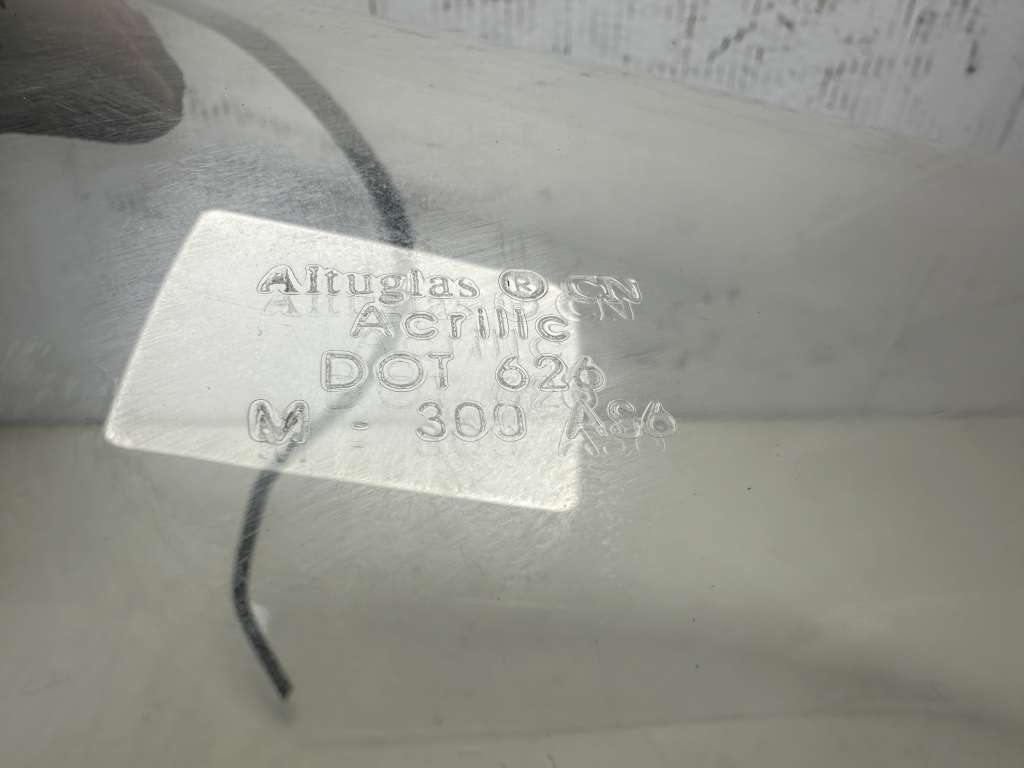 Altuglas ® CN
Acrilic
DOT 626
M - 300 AS6